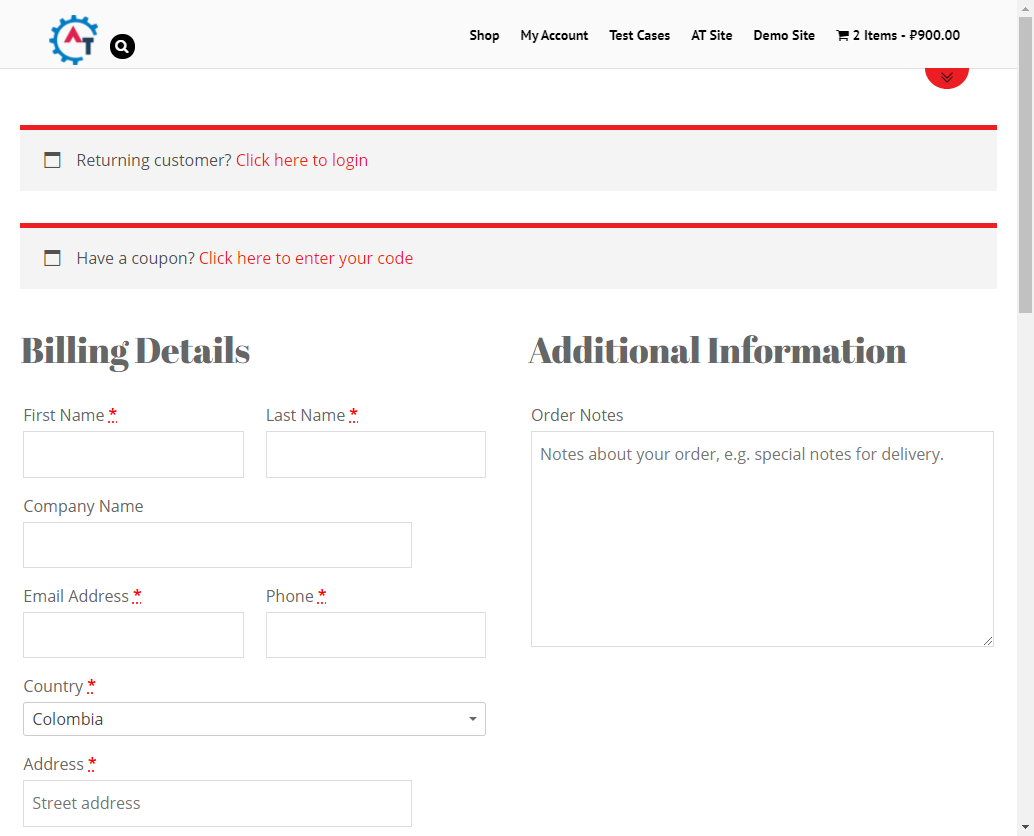 AT
Shop
My Account
Test Cases
AT Site
Demo Site
2 Items - ₽900.00
Returning customer? Click here to login
Have a coupon? Click here to enter your code
Billing Details
First Name *
Last Name *
Company Name
Email Address *
Phone *
Country *
Colombia
Address *
Street address
Additional Information
Order Notes
Notes about your order, e.g. special notes for delivery.